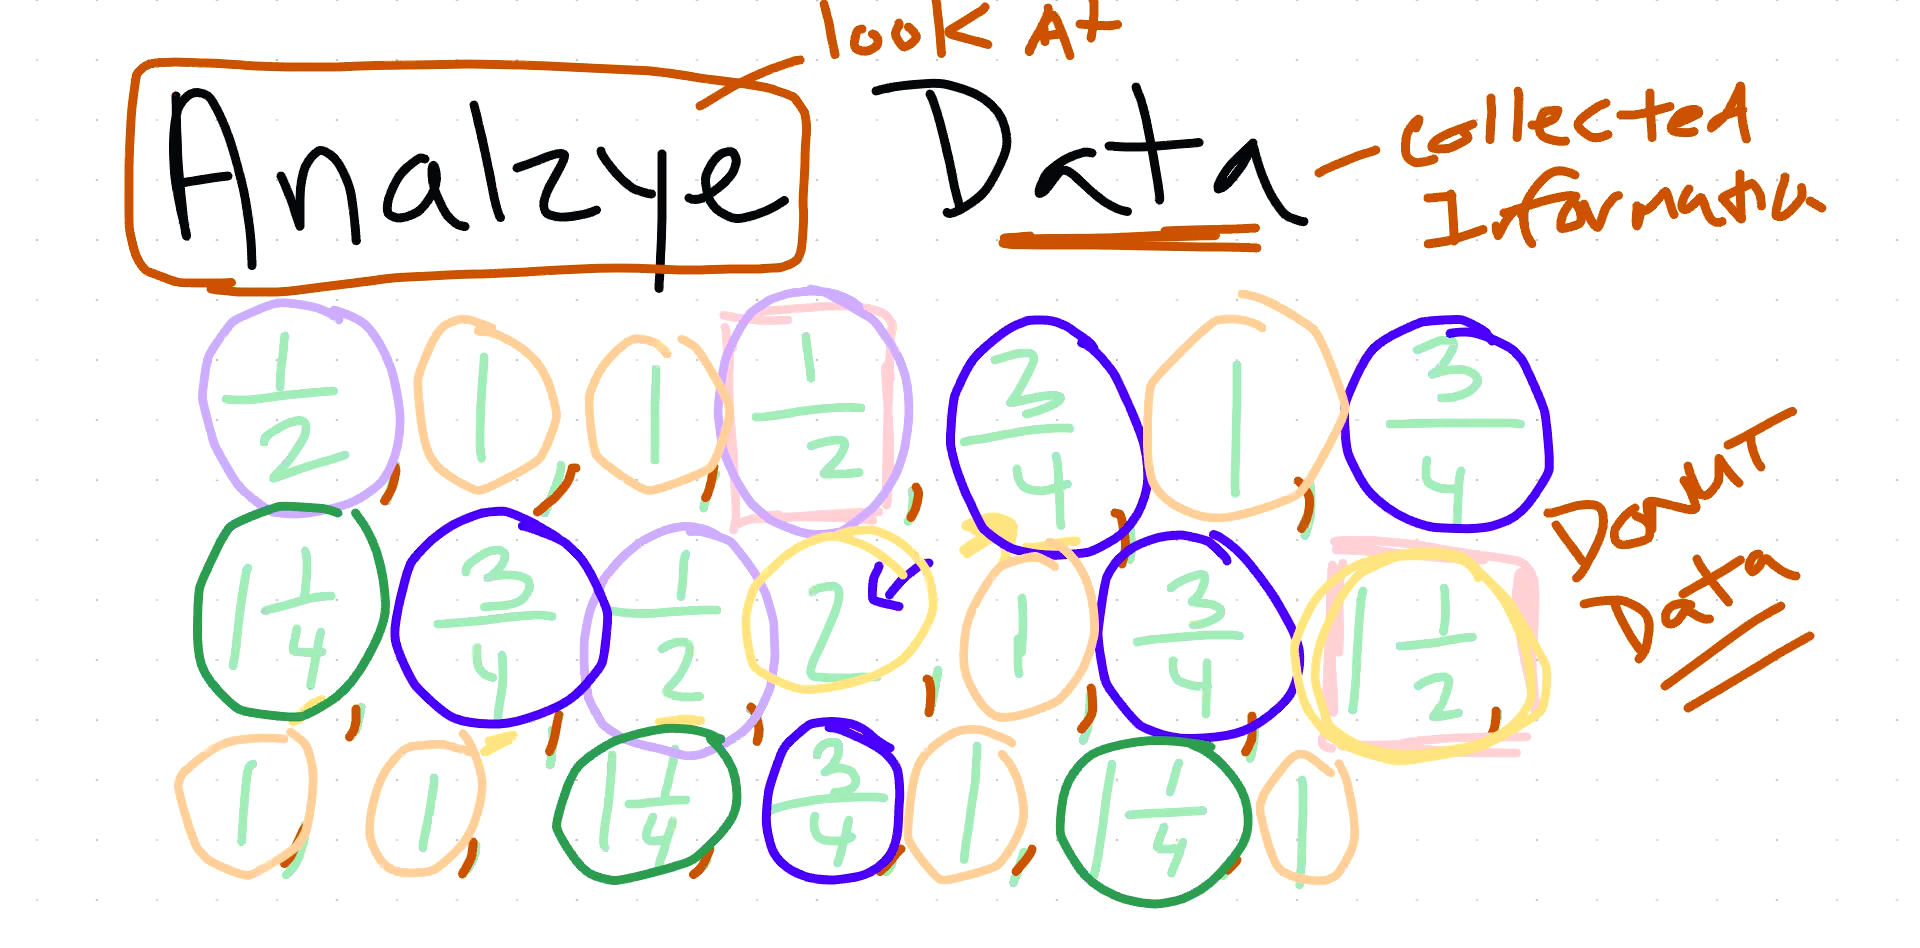 look At
Analzye Data - collected
Informatin
1/2, 1, 1, 1/2, 3/4, 1, 3/4
1 1/4, 3/4, 1/2, 2, 1, 3/4, 1 1/2,
1, 1, 1 1/4, 3/4, 1, 1 1/4, 1
DONUT
Data